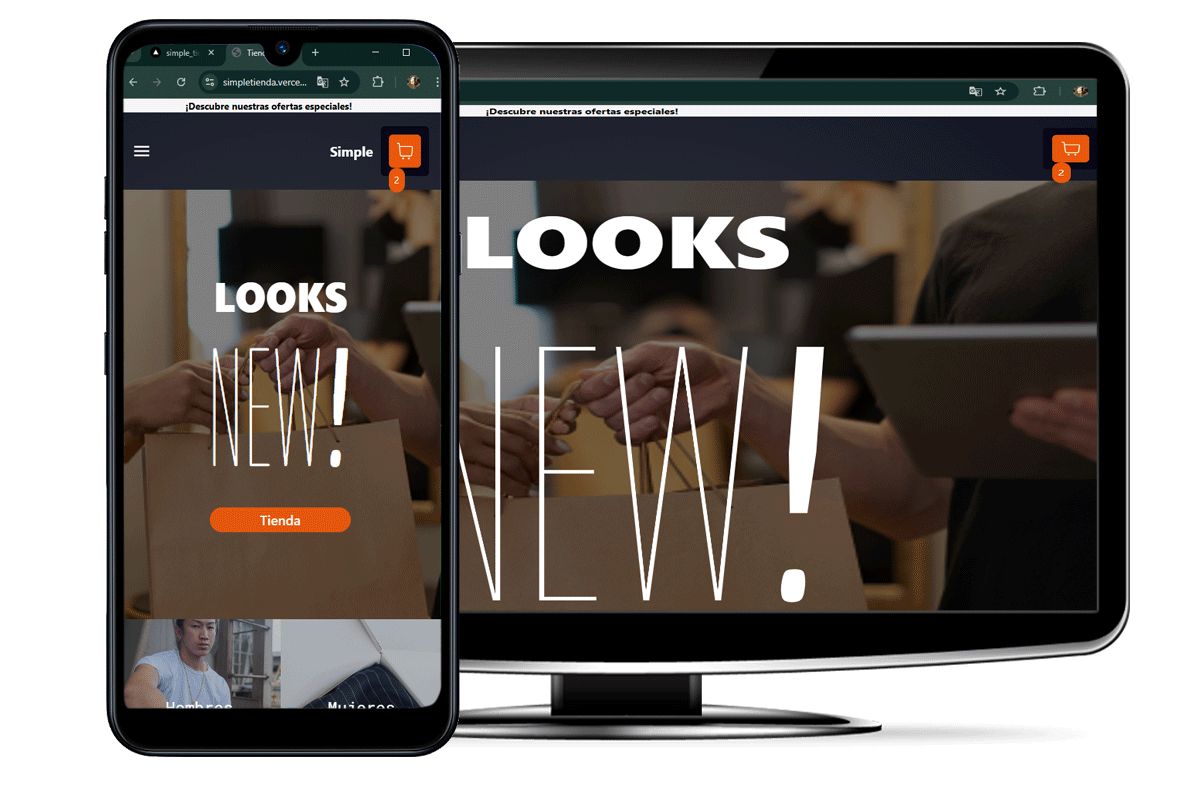 simple_ti
Tiend
simpletienda.verce...
¡Descubre nuestras ofertas especiales!
Simple
2
LOOKS
NEW!
Tienda
Hombres
Mujeres
¡Descubre nuestras ofertas especiales!
2
LOOKS
NEW!